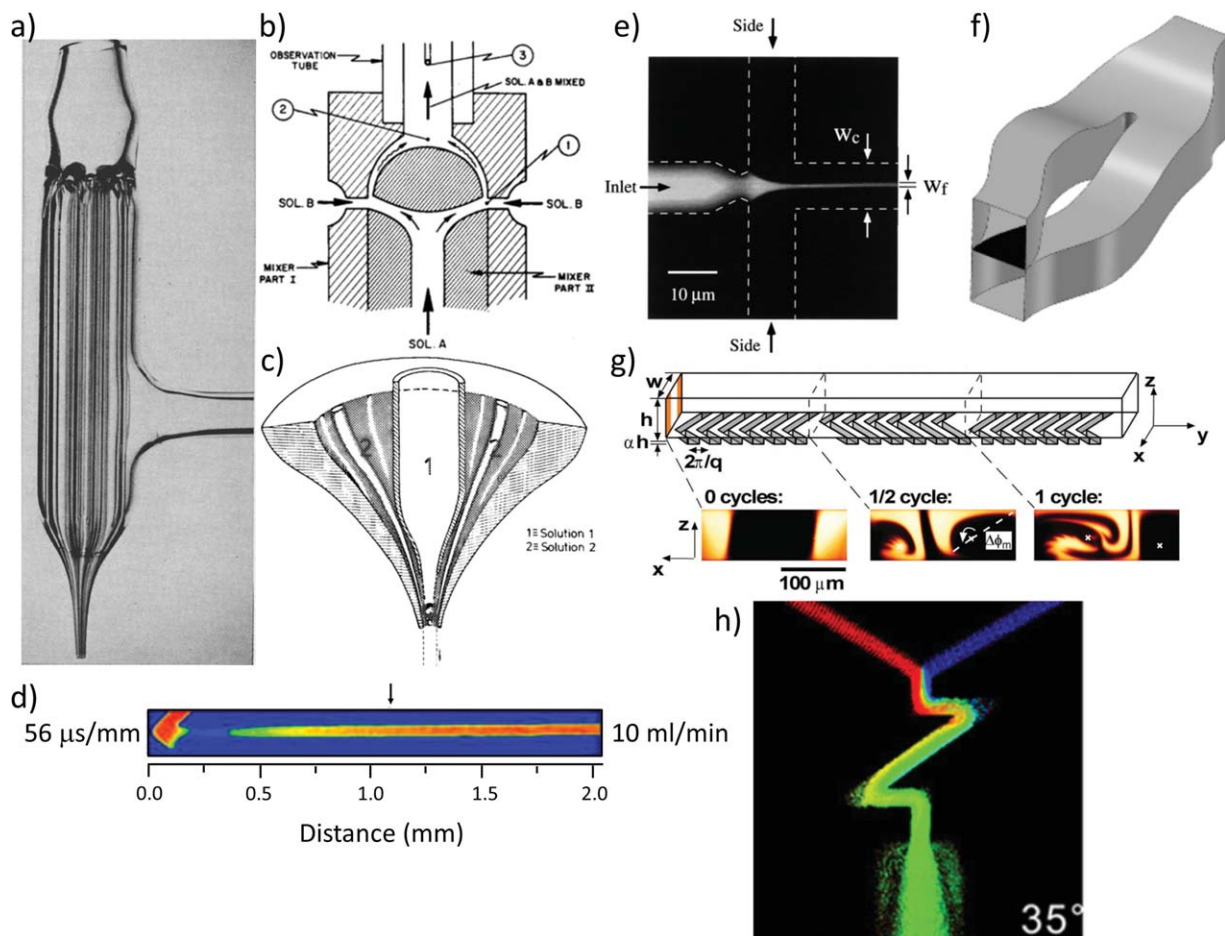 a)
b)
OBSERVATION
TUBE
3
SOL. A & B MIXED
2
1
SOL. B
SOL. B
MIXER
PART I
MIXER
PART II
SOL. A
c)
2
1
2
1≡ Solution 1
2≡ Solution 2
d)
56 μs/mm
10 ml/min
0.0
0.5
1.0
1.5
2.0
Distance (mm)
e)
Side
Inlet
Wc
Wf
10 μm
Side
f)
g)
w
h
αh
2π/q
z
y
x
0 cycles:
1/2 cycle:
1 cycle:
z
x
Δϕm
100 μm
h)
35°